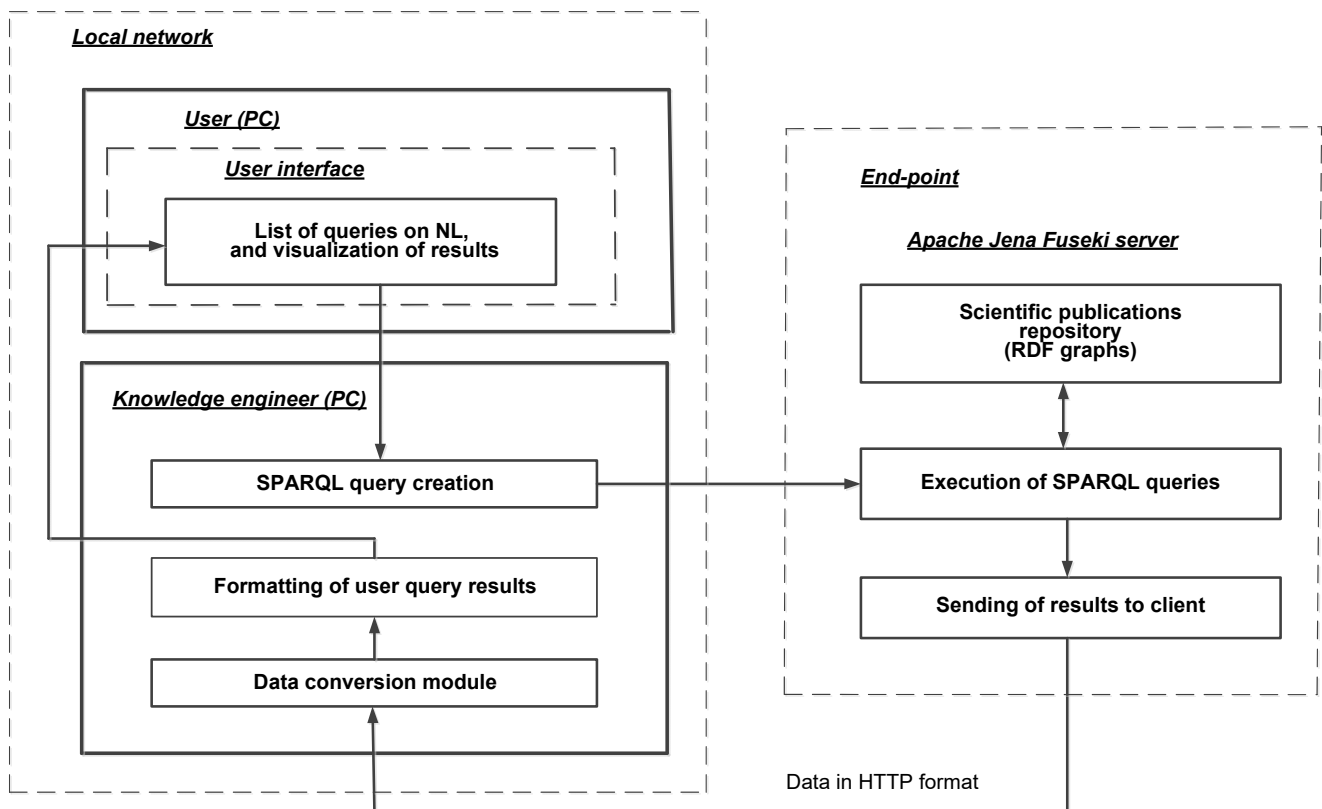 Local network
User (PC)
User interface
List of queries on NL,
and visualization of results
Knowledge engineer (PC)
SPARQL query creation
Formatting of user query results
Data conversion module
End-point
Apache Jena Fuseki server
Scientific publications
repository
(RDF graphs)
Execution of SPARQL queries
Sending of results to client
Data in HTTP format